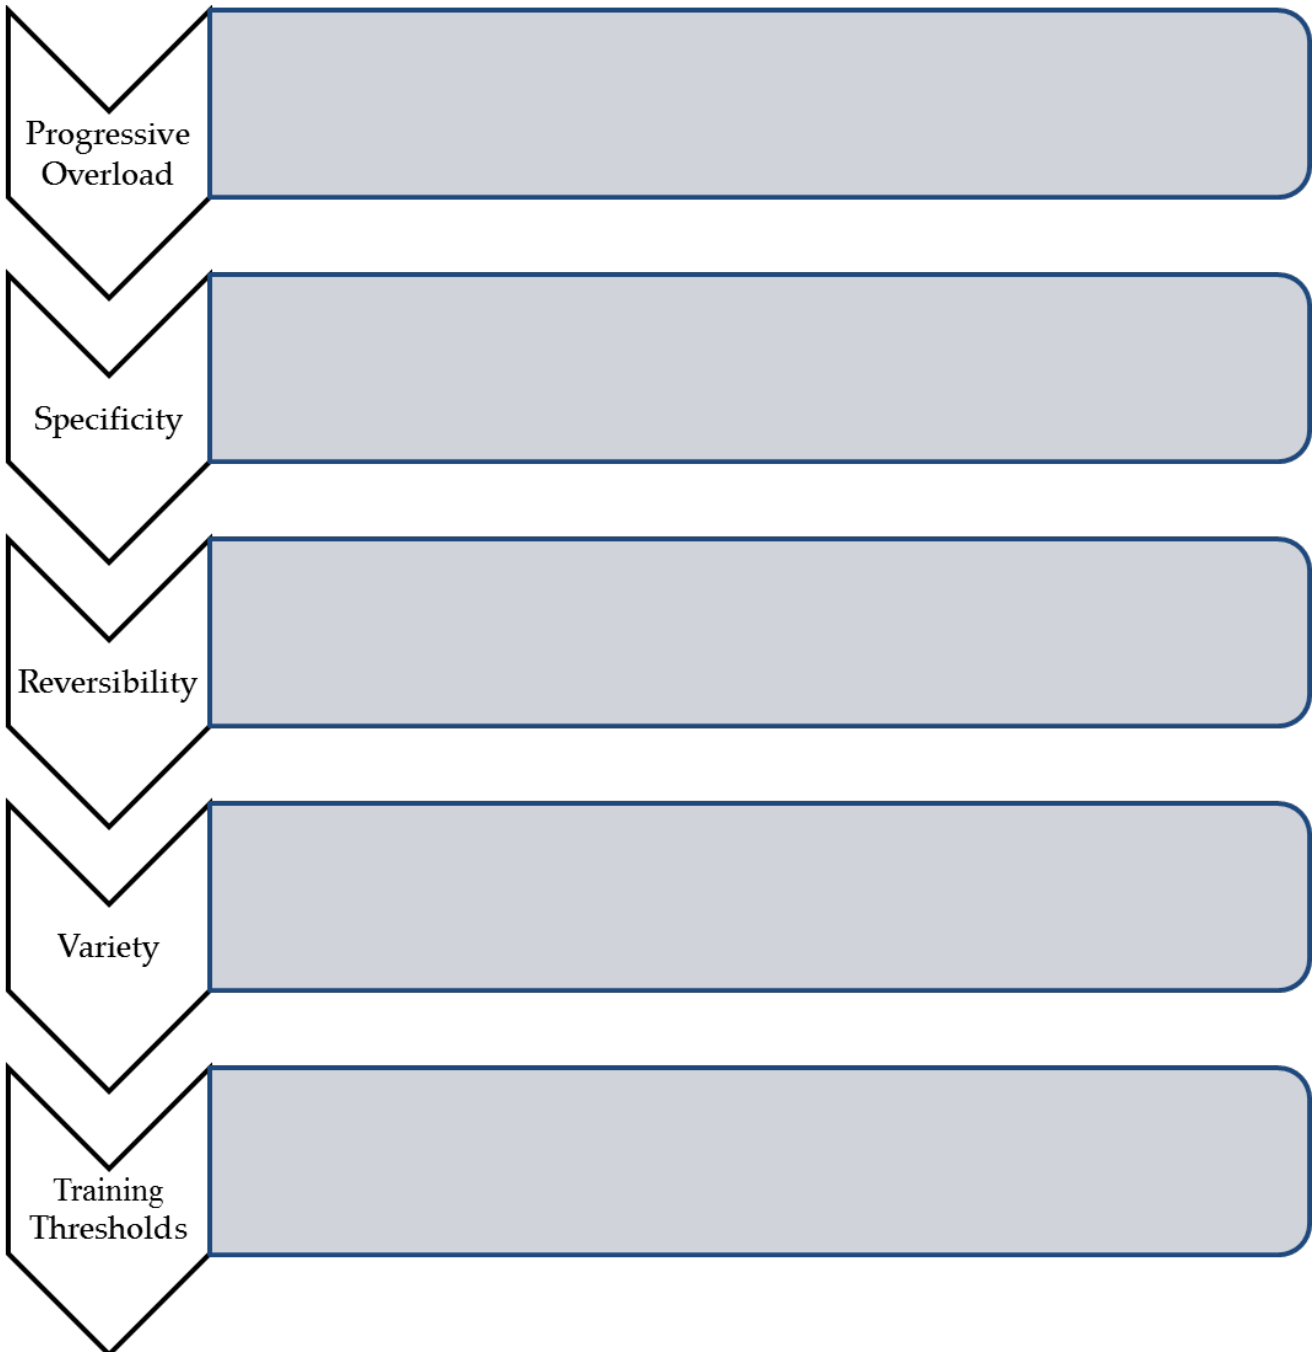 Progressive
Overload
Specificity
Reversibility
Variety
Training
Thresholds